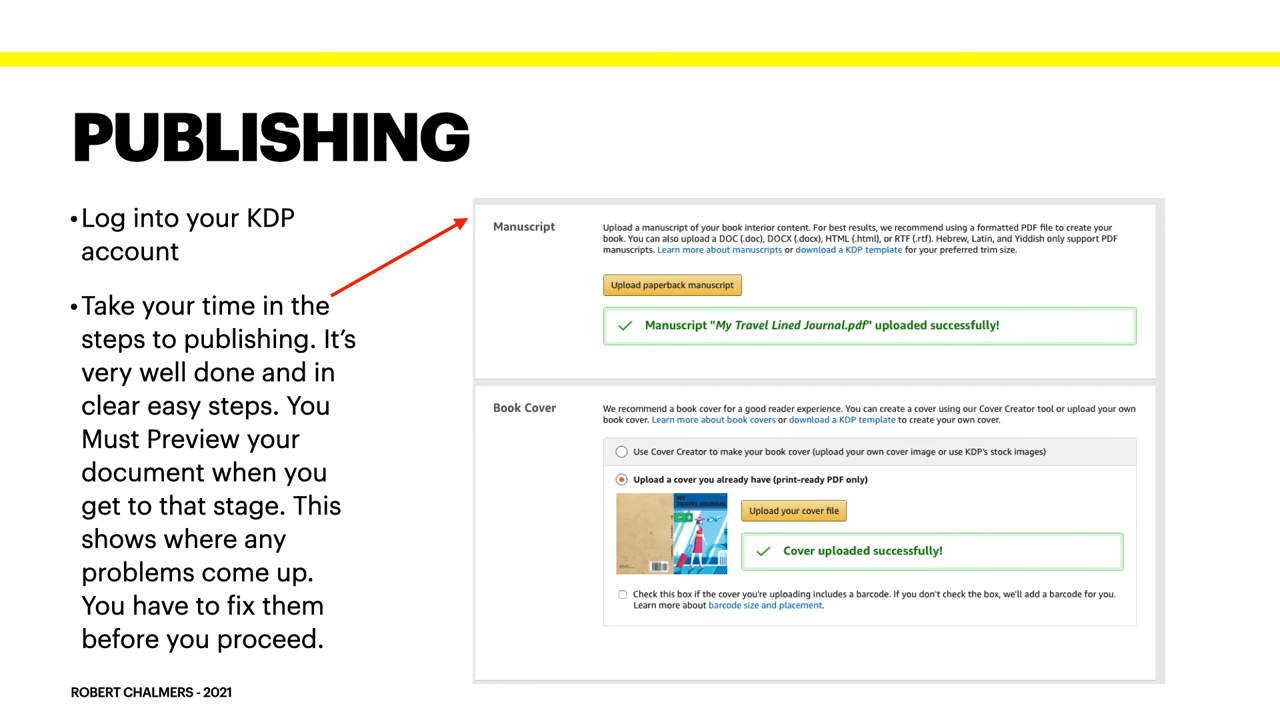 PUBLISHING
•Log into your KDP
account
•Take your time in the
steps to publishing. It’s
very well done and in
clear easy steps. You
Must Preview your
document when you
get to that stage. This
shows where any
problems come up.
You have to fix them
before you proceed.
Manuscript
Upload a manuscript of your book interior content. For best results, we recommend using a formatted PDF file to create your
book. You can also upload a DOC (.doc), DOCX (.docx), HTML (.html), or RTF (.rtf). Hebrew, Latin, and Yiddish only support PDF
manuscripts. Learn more about manuscripts or download a KDP template for your preferred trim size.
Upload paperback manuscript
Manuscript "My Travel Lined Journal.pdf" uploaded successfully!
Book Cover
We recommend a book cover for a good reader experience. You can create a cover using our Cover Creator tool or upload your own
book cover. Learn more about book covers or download a KDP template to create your own cover.
Use Cover Creator to make your book cover (upload your own cover image or use KDP's stock images)
Upload a cover you already have (print-ready PDF only)
MY
TRAVEL JOURNAL
Upload your cover file
Cover uploaded successfully!
Check this box if the cover you're uploading includes a barcode. If you don't check the box, we'll add a barcode for you.
Learn more about barcode size and placement.
ROBERT CHALMERS - 2021